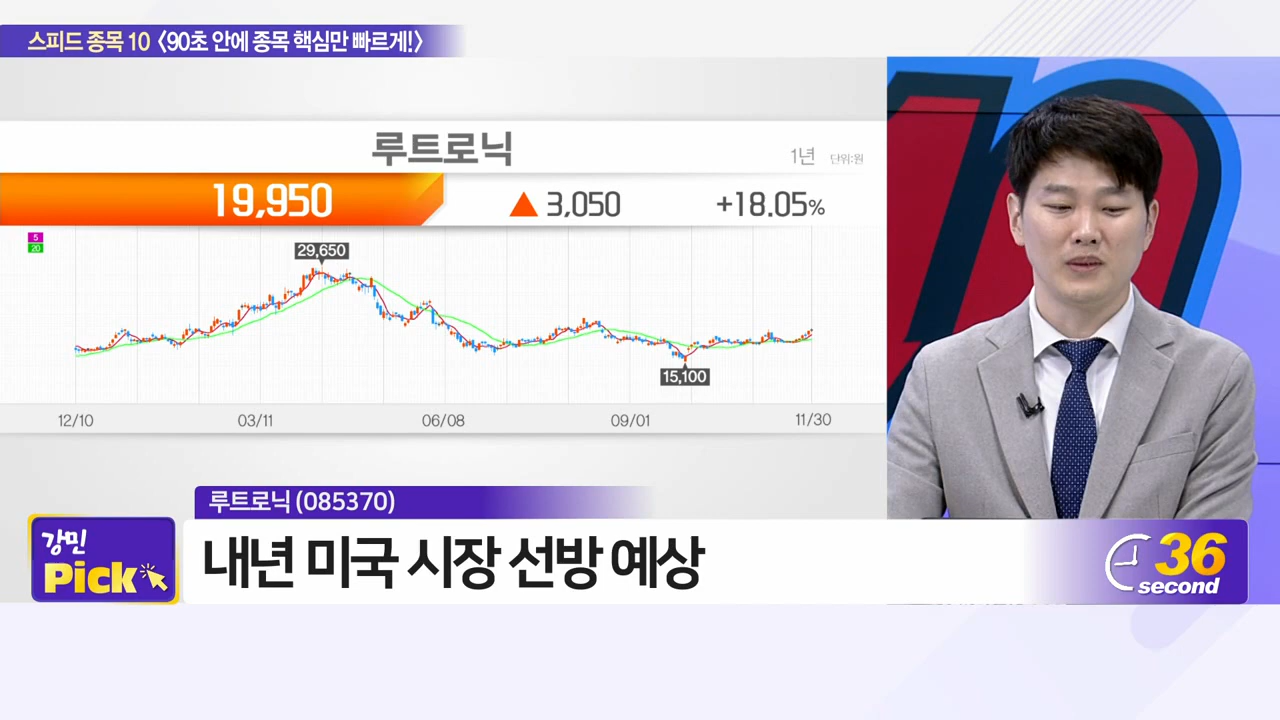 스피드 종목 10 〈90초 안에 종목 핵심만 빠르게!〉
루트로닉
1년 단위:원
19,950 ▲ 3,050 +18.05%
5
20
29,650
15,100
12/10 03/11 06/08 09/01 11/30
루트로닉 (085370)
강민
Pick
내년 미국 시장 선방 예상
36
second